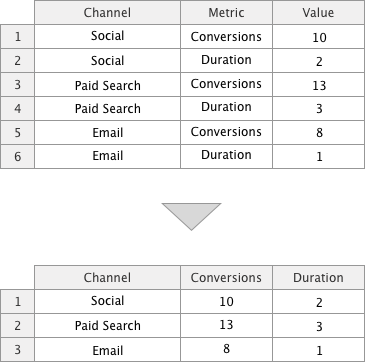 Channel Metric Value
1 Social Conversions 10
2 Social Duration 2
3 Paid Search Conversions 13
4 Paid Search Duration 3
5 Email Conversions 8
6 Email Duration 1
Channel Conversions Duration
1 Social 10 2
2 Paid Search 13 3
3 Email 8 1